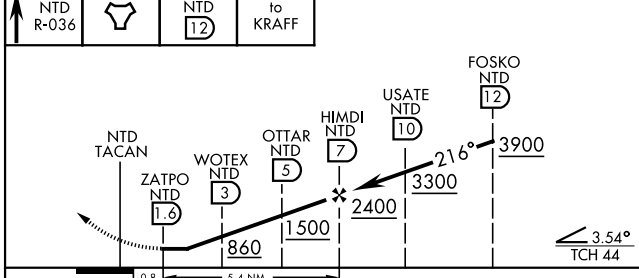 NTD
R-036
NTD
12
to
KRAFF
FOSKO
NTD
12
USATE
NTD
10
HIMDI
NTD
7
OTTAR
NTD
5
WOTEX
NTD
3
ZATPO
NTD
1.6
NTD
TACAN
216°
3900
3300
2400
1500
860
3.54°
TCH 44
0.8
5.4 NM